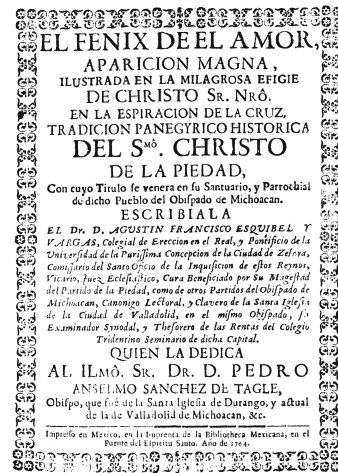 EL FENIX DE EL AMOR,
APARICION MAGNA,
ILUSTRADA EN LA MILAGROSA EFIGIE
DE CHRISTO SR. NRÔ.
EN LA ESPIRACION DE LA CRUZ,
TRADICION PANEGYRICO HISTORICA
DEL SMÔ. CHRISTO
DE LA PIEDAD,
Con cuyo Titulo se venera en su Santuario, y Parrochial
de dicho Pueblo del Obispado de Michoacan.
ESCRIBIALA
EL Dr. D. AGUSTIN FRANCISCO ESQUIBEL Y
VARGAS, Colegial de Ereccion en el Real, y Pontificio de la
Universidad de la Purissima Concepcion de la Ciudad de Zelaya,
Comissario del Santo Oficio de la Inquisicion de estos Reynos,
Vicario, Juez Eclesiastico, Cura Beneficiado por Su Magestad
del Partido de la Piedad, como de otros Partidos del Obispado de
Michoacan, Canonigo Lectoral, y Clavero de la Santa Iglesia
de la Ciudad de Valladolid, en el mismo Obispado, su
Examinador Synodal, y Thesorero de las Rentas del Colegio
Tridentino Seminario de dicha Capital.
QUIEN LA DEDICA
AL ILMÔ. SR. DR. D. PEDRO
ANSELMO SANCHEZ DE TAGLE,
Obispo, que fué de la Santa Iglesia de Durango, y actual
de la de Valladolid de Michoacan, &c.
Impresso en Mexico, en la Imprenta de la Bibliotheca Mexicana, en el
Puente del Espiritu Santo. Año de 1764.